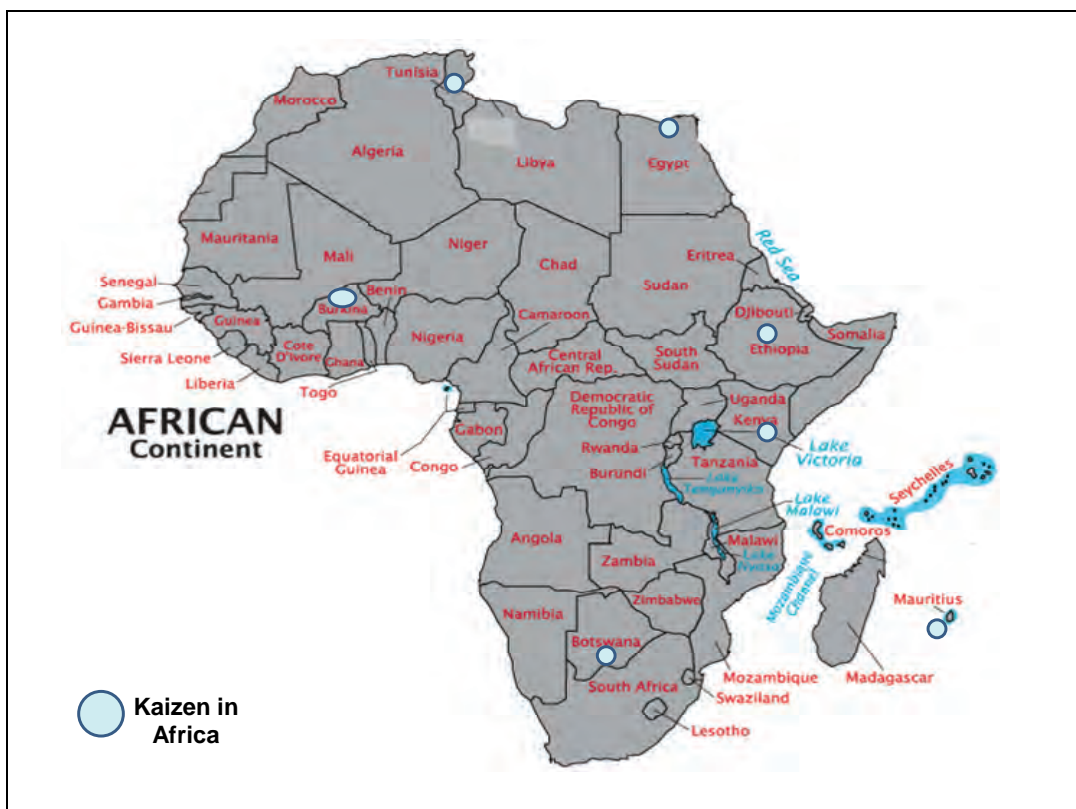 Tunisia
Morocco
Algeria
Libya
Egypt
Red Sea
Mauritania
Mali
Niger
Chad
Eritrea
Sudan
Senegal
Gambia
Guinea-Bissau
Guinea
Sierra Leone
Liberia
Cote
D'ivore
Burkina
Benin
Ghana
Togo
Nigeria
Camaroon
Central
African Rep.
South
Sudan
Djibouti
Ethiopia
Somalia
AFRICAN
Continent
Equatorial
Guinea
Gabon
Congo
Democratic
Republic of
Congo
Uganda
Kenya
Rwanda
Burundi
Lake
Victoria
Tanzania
Lake
Tanganyika
Lake
Malawi
Seychelles
Comoros
Angola
Zambia
Malawi
Lake
Nyasa
Mozambique
Channel
Mauritius
Namibia
Zimbabwe
Botswana
South Africa
Mozambique
Swaziland
Madagascar
Lesotho
Kaizen in
Africa